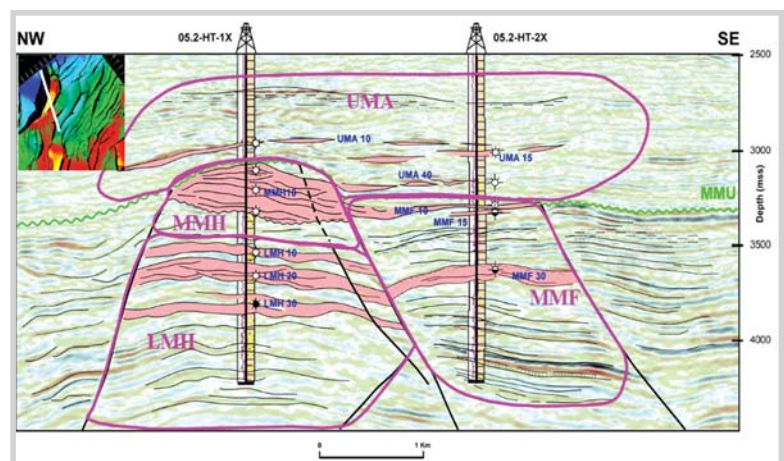 NW
05.2-HT-1X
05.2-HT-2X
SE
2500
UMA
UMA 10
3000
UMA 15
UMA 40
MMH10
MMU
Depth (mss)
MMF 10
MMH
MMF 15
LMH 10
3500
LMH 20
MMF 30
MMF
LMH 30
LMH
4000
0
1 Km